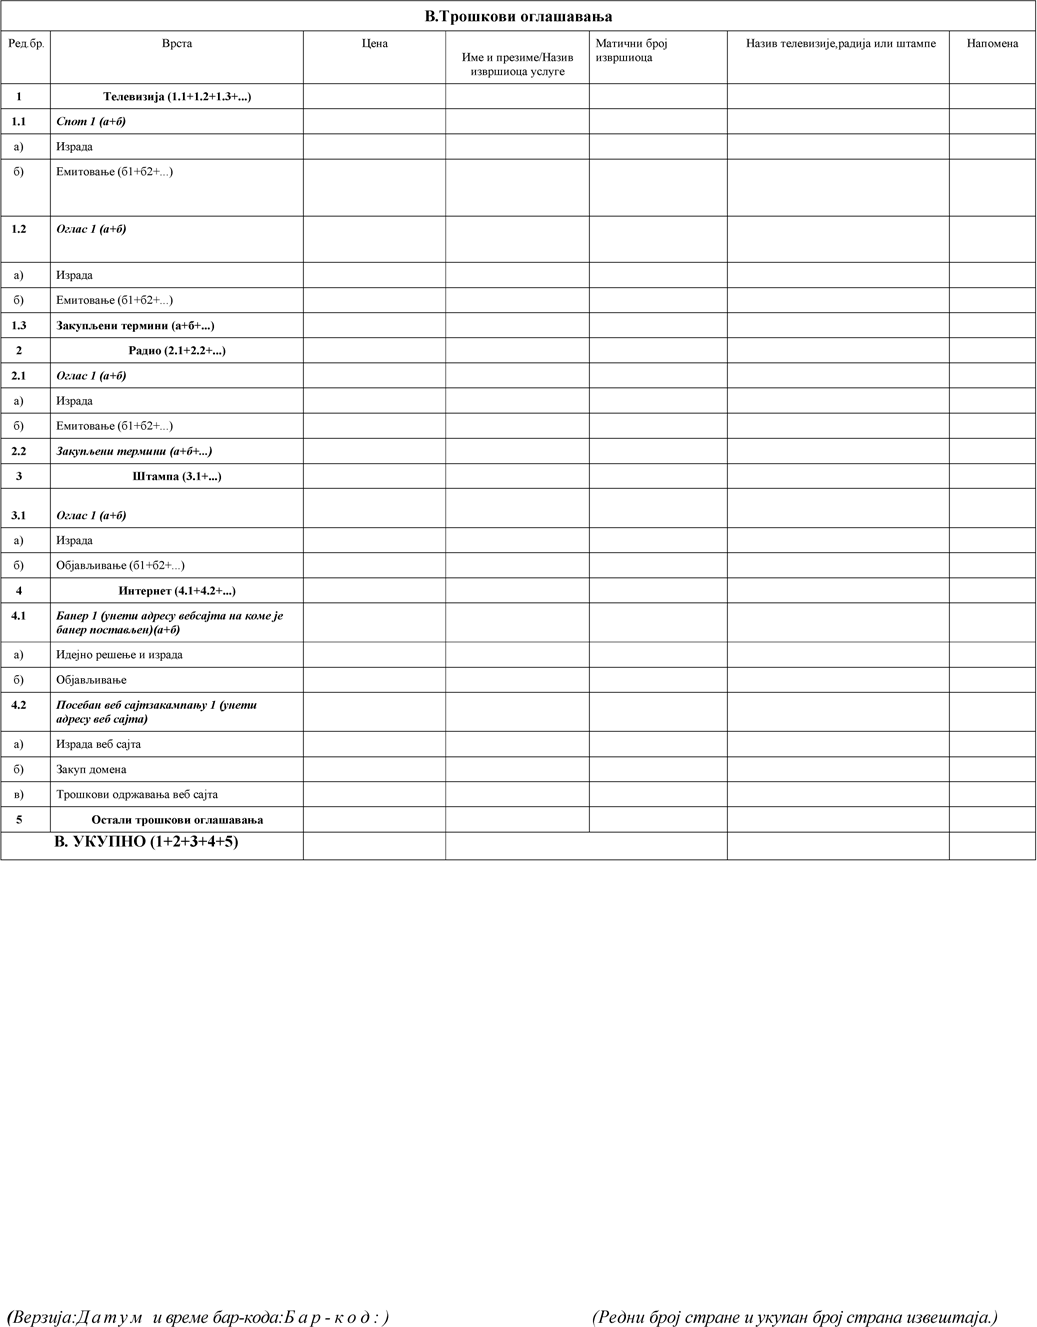 В.Трошкови оглашавања
Ред.бр. Врста Цена Име и презиме/Назив извршиоца услуге Матични број извршиоца Назив телевизије,радија или штампе Напомена
1 Телевизија (1.1+1.2+1.3+...)
1.1 Спот 1 (а+б)
а) Израда
б) Емитовање (б1+б2+...)
1.2 Оглас 1 (а+б)
а) Израда
б) Емитовање (б1+б2+...)
1.3 Закупљени термини (а+б+...)
2 Радио (2.1+2.2+...)
2.1 Оглас 1 (а+б)
а) Израда
б) Емитовање (б1+б2+...)
2.2 Закупљени термини (а+б+...)
3 Штампа (3.1+...)
3.1 Оглас 1 (а+б)
а) Израда
б) Објављивање (б1+б2+...)
4 Интернет (4.1+4.2+...)
4.1 Банер 1 (унети адресу вебсајта на коме је
банер постављен)(а+б)
а) Идејно решење и израда
б) Објављивање
4.2 Посебан веб сајтзакампању 1 (унети
адресу веб сајта)
а) Израда веб сајта
б) Закуп домена
в) Трошкови одржавања веб сајта
5 Остали трошкови оглашавања
В. УКУПНО (1+2+3+4+5)
(Верзија:Д а т у м и време бар-кода:Б а р - к о д : ) (Редни број стране и укупан број страна извештаја.)